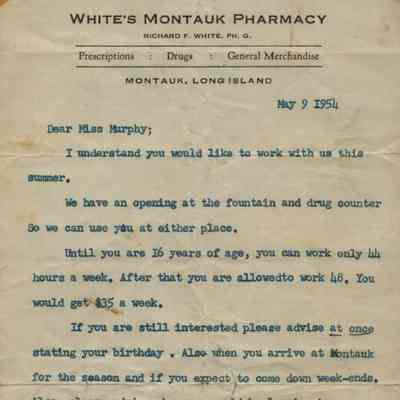 WHITE'S MONTAUK PHARMACY
RICHARD F. WHITE, PH. G.
Prescriptions : Drugs : General Merchandise
MONTAUK, LONG ISLAND
May 9 1954
Dear Miss Murphy;
I understand you would like to work with us this
summer.
We have an opening at the fountain and drug counter
So we can use you at either place.
Until you are 16 years of age, you can work only 44
hours a week. After that you are allowedto work 48. You
would get $35 a week.
If you are still interested please advise at once
stating your birthday . Also when you arrive at Montauk
for the season and if you expect to come down week-ends.